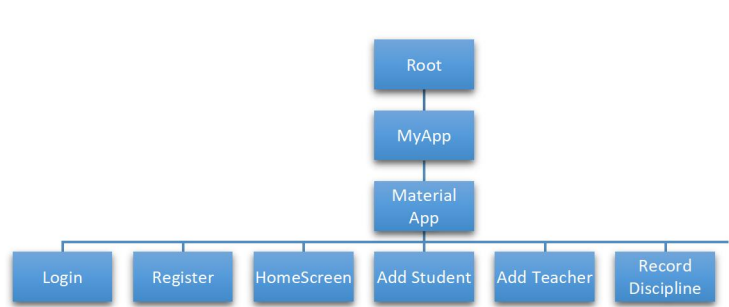 Root
MyApp
Material
App
Login
Register
HomeScreen
Add Student
Add Teacher
Record
Discipline